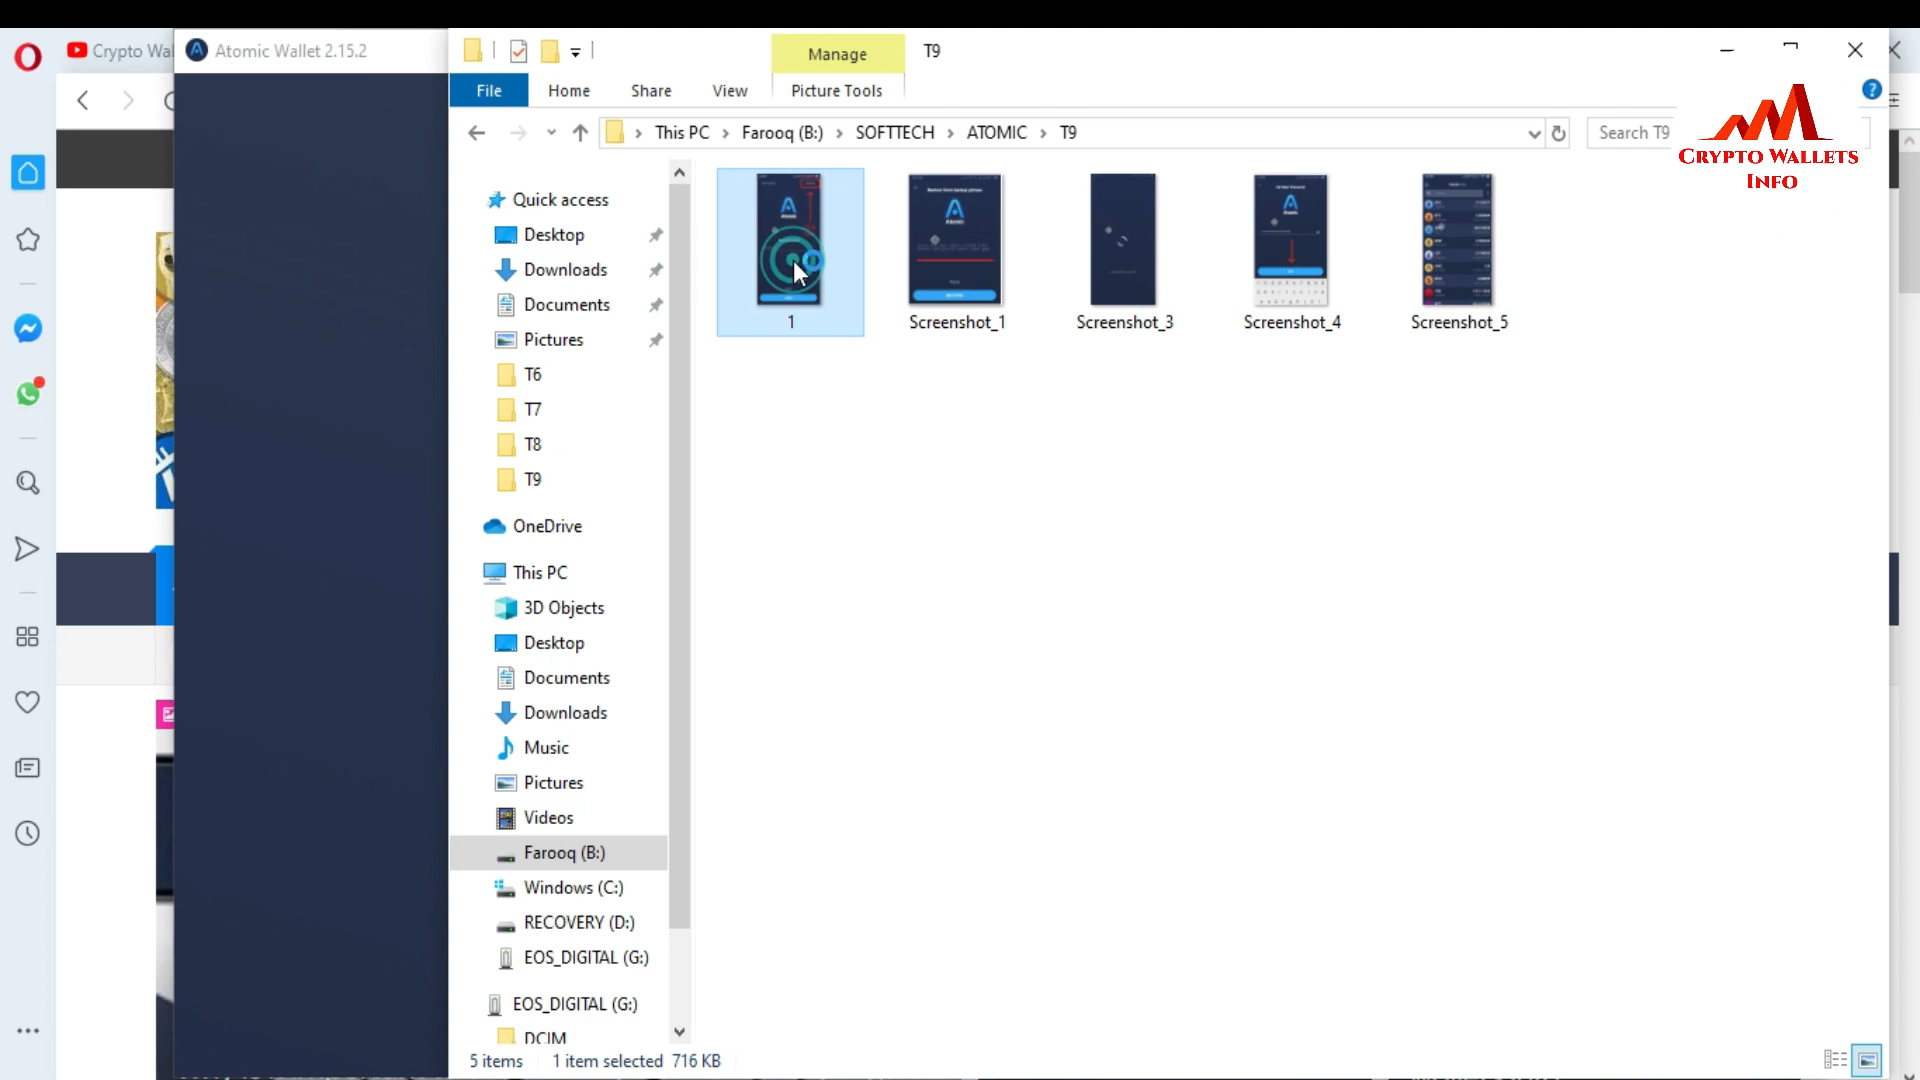 Crypto Wal
Atomic Wallet 2.15.2
Manage
T9
File
Home
Share
View
Picture Tools
This PC
Farooq (B:)
SOFTTECH
ATOMIC
T9
Search T9
CRYPTO WALLETS
INFO
Quick access
Desktop
Downloads
Documents
Pictures
T6
T7
T8
T9
OneDrive
This PC
3D Objects
Desktop
Documents
Downloads
Music
Pictures
Videos
Farooq (B:)
Windows (C:)
RECOVERY (D:)
EOS_DIGITAL (G:)
EOS_DIGITAL (G:)
DCIM
1
Screenshot_1
Screenshot_3
Screenshot_4
Screenshot_5
5 items
1 item selected 716 KB